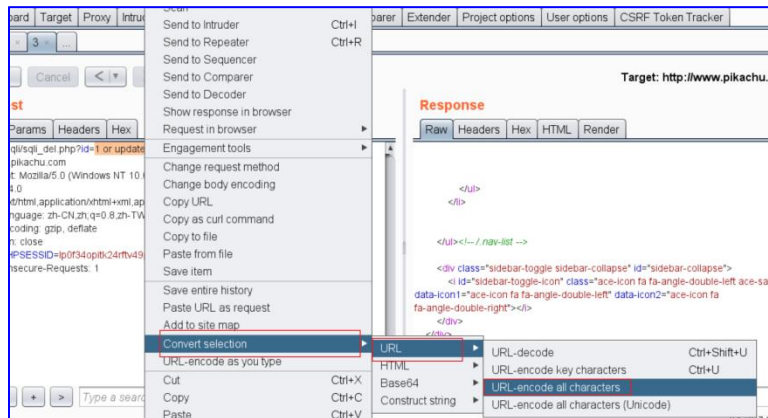 Target Proxy
Extender Project options User options CSRF Token Tracker
3 × ...
Send to Intruder Ctrl+I
Send to Repeater Ctrl+R
Send to Sequencer
Send to Comparer
Send to Decoder
Show response in browser
Request in browser
Engagement tools
Change request method
Change body encoding
Copy URL
Copy as curl command
Copy to file
Paste from file
Save item
Save entire history
Paste URL as request
Add to site map
Convert selection
URL-encode as you type
Cut Ctrl+X
Copy Ctrl+C
Paste Ctrl+V
Cancel < ▼
Target: http://www.pikachu.
Params Headers Hex
qli/sqli_del.php?id=1 or update
pikachu.com
t: Mozilla/5.0 (Windows NT 10.
4.0
xt/html,application/xhtml+xml,ap
nguage: zh-CN,zh;q=0.8,zh-TW
coding: gzip, deflate
n: close
nsecure-Requests: 1
+ > Type a searc
Response
Raw Headers Hex HTML Render
</ul>
</li>
</ul><!-- /.nav-list -->
<div class="sidebar-toggle sidebar-collapse" id="sidebar-collapse">
<i id="sidebar-toggle-icon" class="ace-icon fa fa-angle-double-left ace-sa
data-icon1="ace-icon fa fa-angle-double-left" data-icon2="ace-icon fa
fa-angle-double-right"></i>
</div>
</div>
URL
HTML
Base64
Construct string
URL-decode Ctrl+Shift+U
URL-encode key characters Ctrl+U
URL-encode all characters
URL-encode all characters (Unicode)